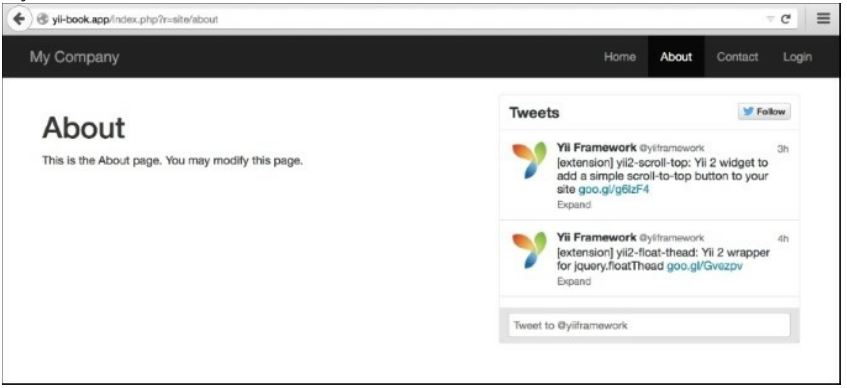 yii-book.app/index.php?r=site/about
My Company
Home About Contact Login
About
This is the About page. You may modify this page.
Tweets
Follow
Yii Framework @yiiframework 3h
[extension] yii2-scroll-top: Yii 2 widget to
add a simple scroll-to-top button to your
site goo.gl/g6lzF4
Expand
Yii Framework @yiiframework 4h
[extension] yii2-float-thead: Yii 2 wrapper
for jquery.floatThead goo.gl/Gvezpv
Expand
Tweet to @yiiframework